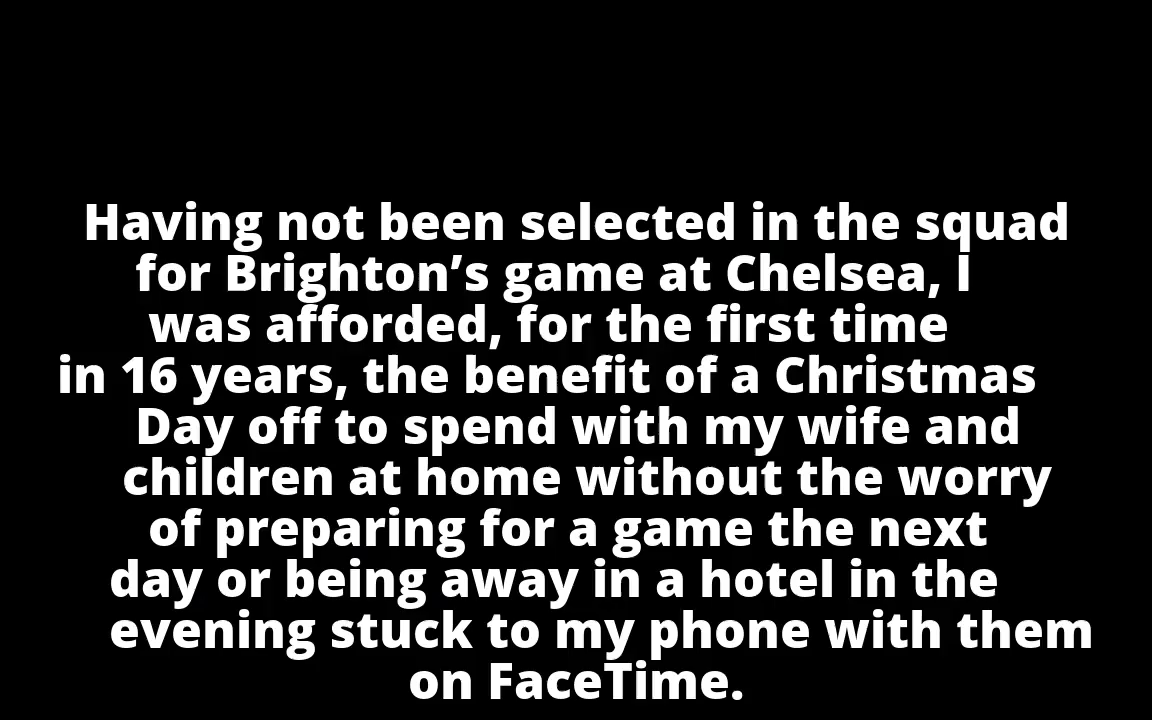 Having not been selected in the squad
for Brighton’s game at Chelsea, I
was afforded, for the first time
in 16 years, the benefit of a Christmas
Day off to spend with my wife and
children at home without the worry
of preparing for a game the next
day or being away in a hotel in the
evening stuck to my phone with them
on FaceTime.